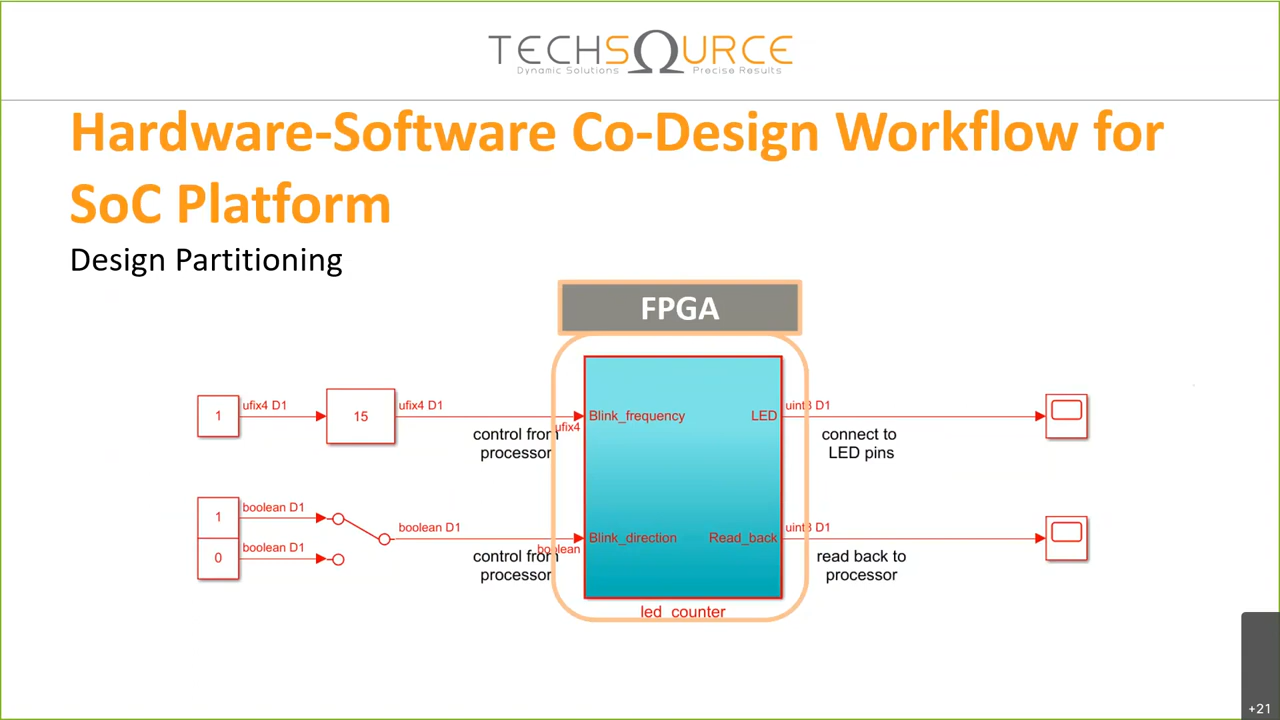 TECHSOURCE
Dynamic Solutions Precise Results
Hardware-Software Co-Design Workflow for
SoC Platform
Design Partitioning
FPGA
1
ufix4 D1
15
ufix4 D1
control from
processor
ufix4
Blink_frequency
LED
uint8 D1
connect to
LED pins
1
boolean D1
0
boolean D1
boolean D1
control from
processor
boolean
Blink_direction
Read_back
uint8 D1
read back to
processor
led_counter
+21